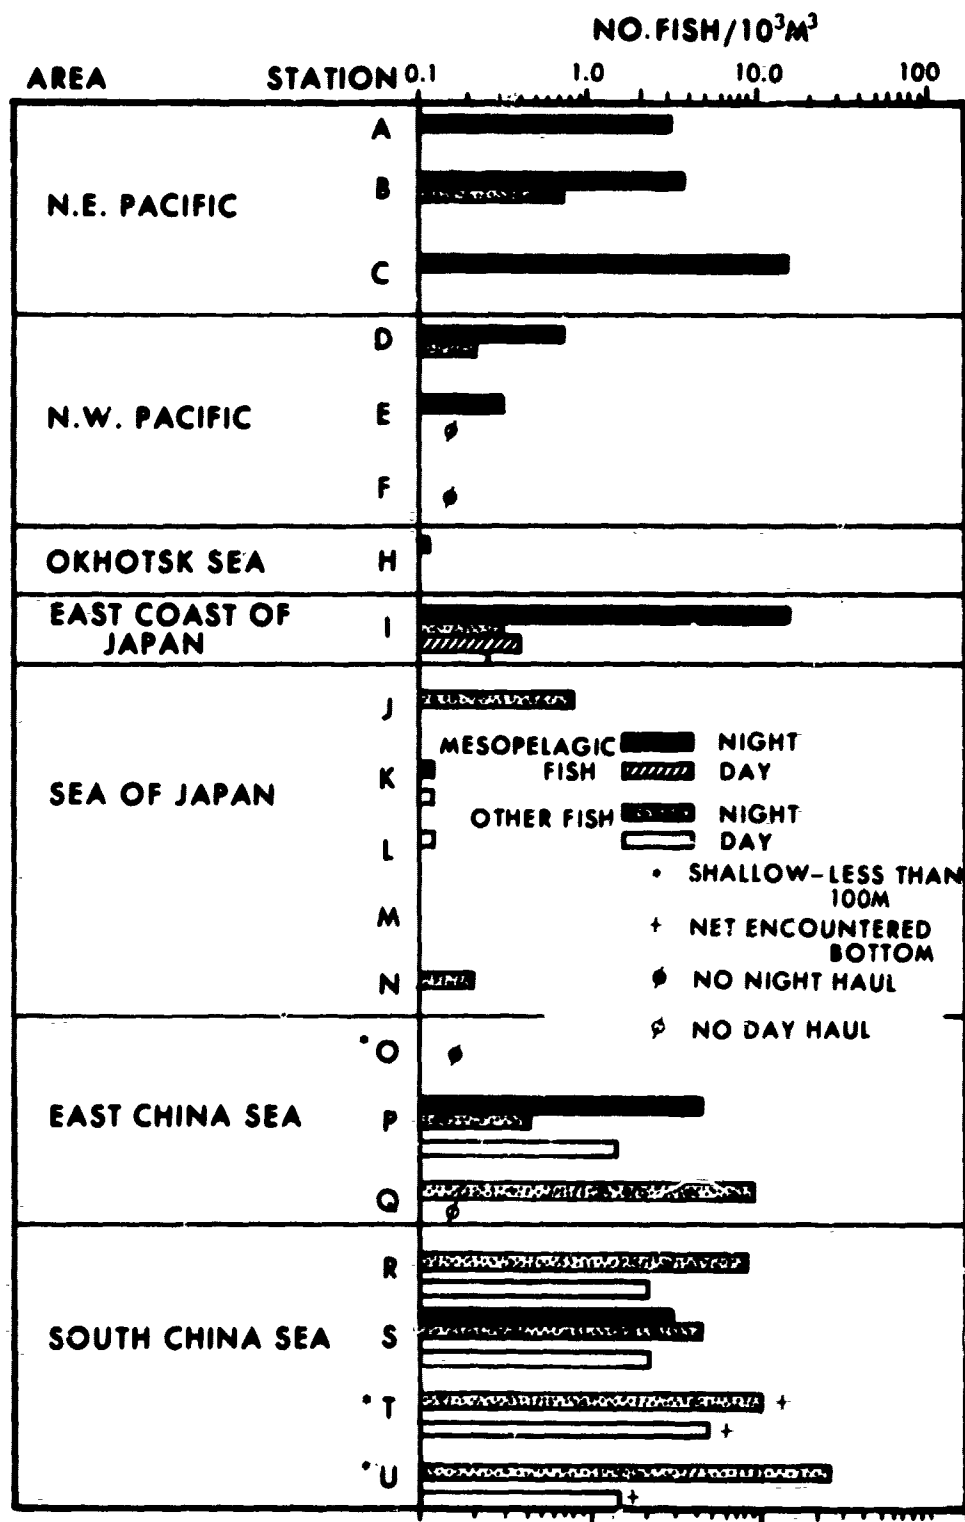 NO. FISH/10³M³
AREA STATION 0.1 1.0 10.0 100
A
N.E. PACIFIC B
C
D
N.W. PACIFIC E
F
OKHOTSK SEA H
EAST COAST OF
JAPAN I
J
MESOPELAGIC NIGHT
FISH DAY
SEA OF JAPAN K
OTHER FISH NIGHT
DAY
L
* SHALLOW-LESS THAN
100M
M
+ NET ENCOUNTERED
BOTTOM
N
NO NIGHT HAUL
NO DAY HAUL
*O
EAST CHINA SEA P
Q
R
SOUTH CHINA SEA S
*T +
+
*U
+